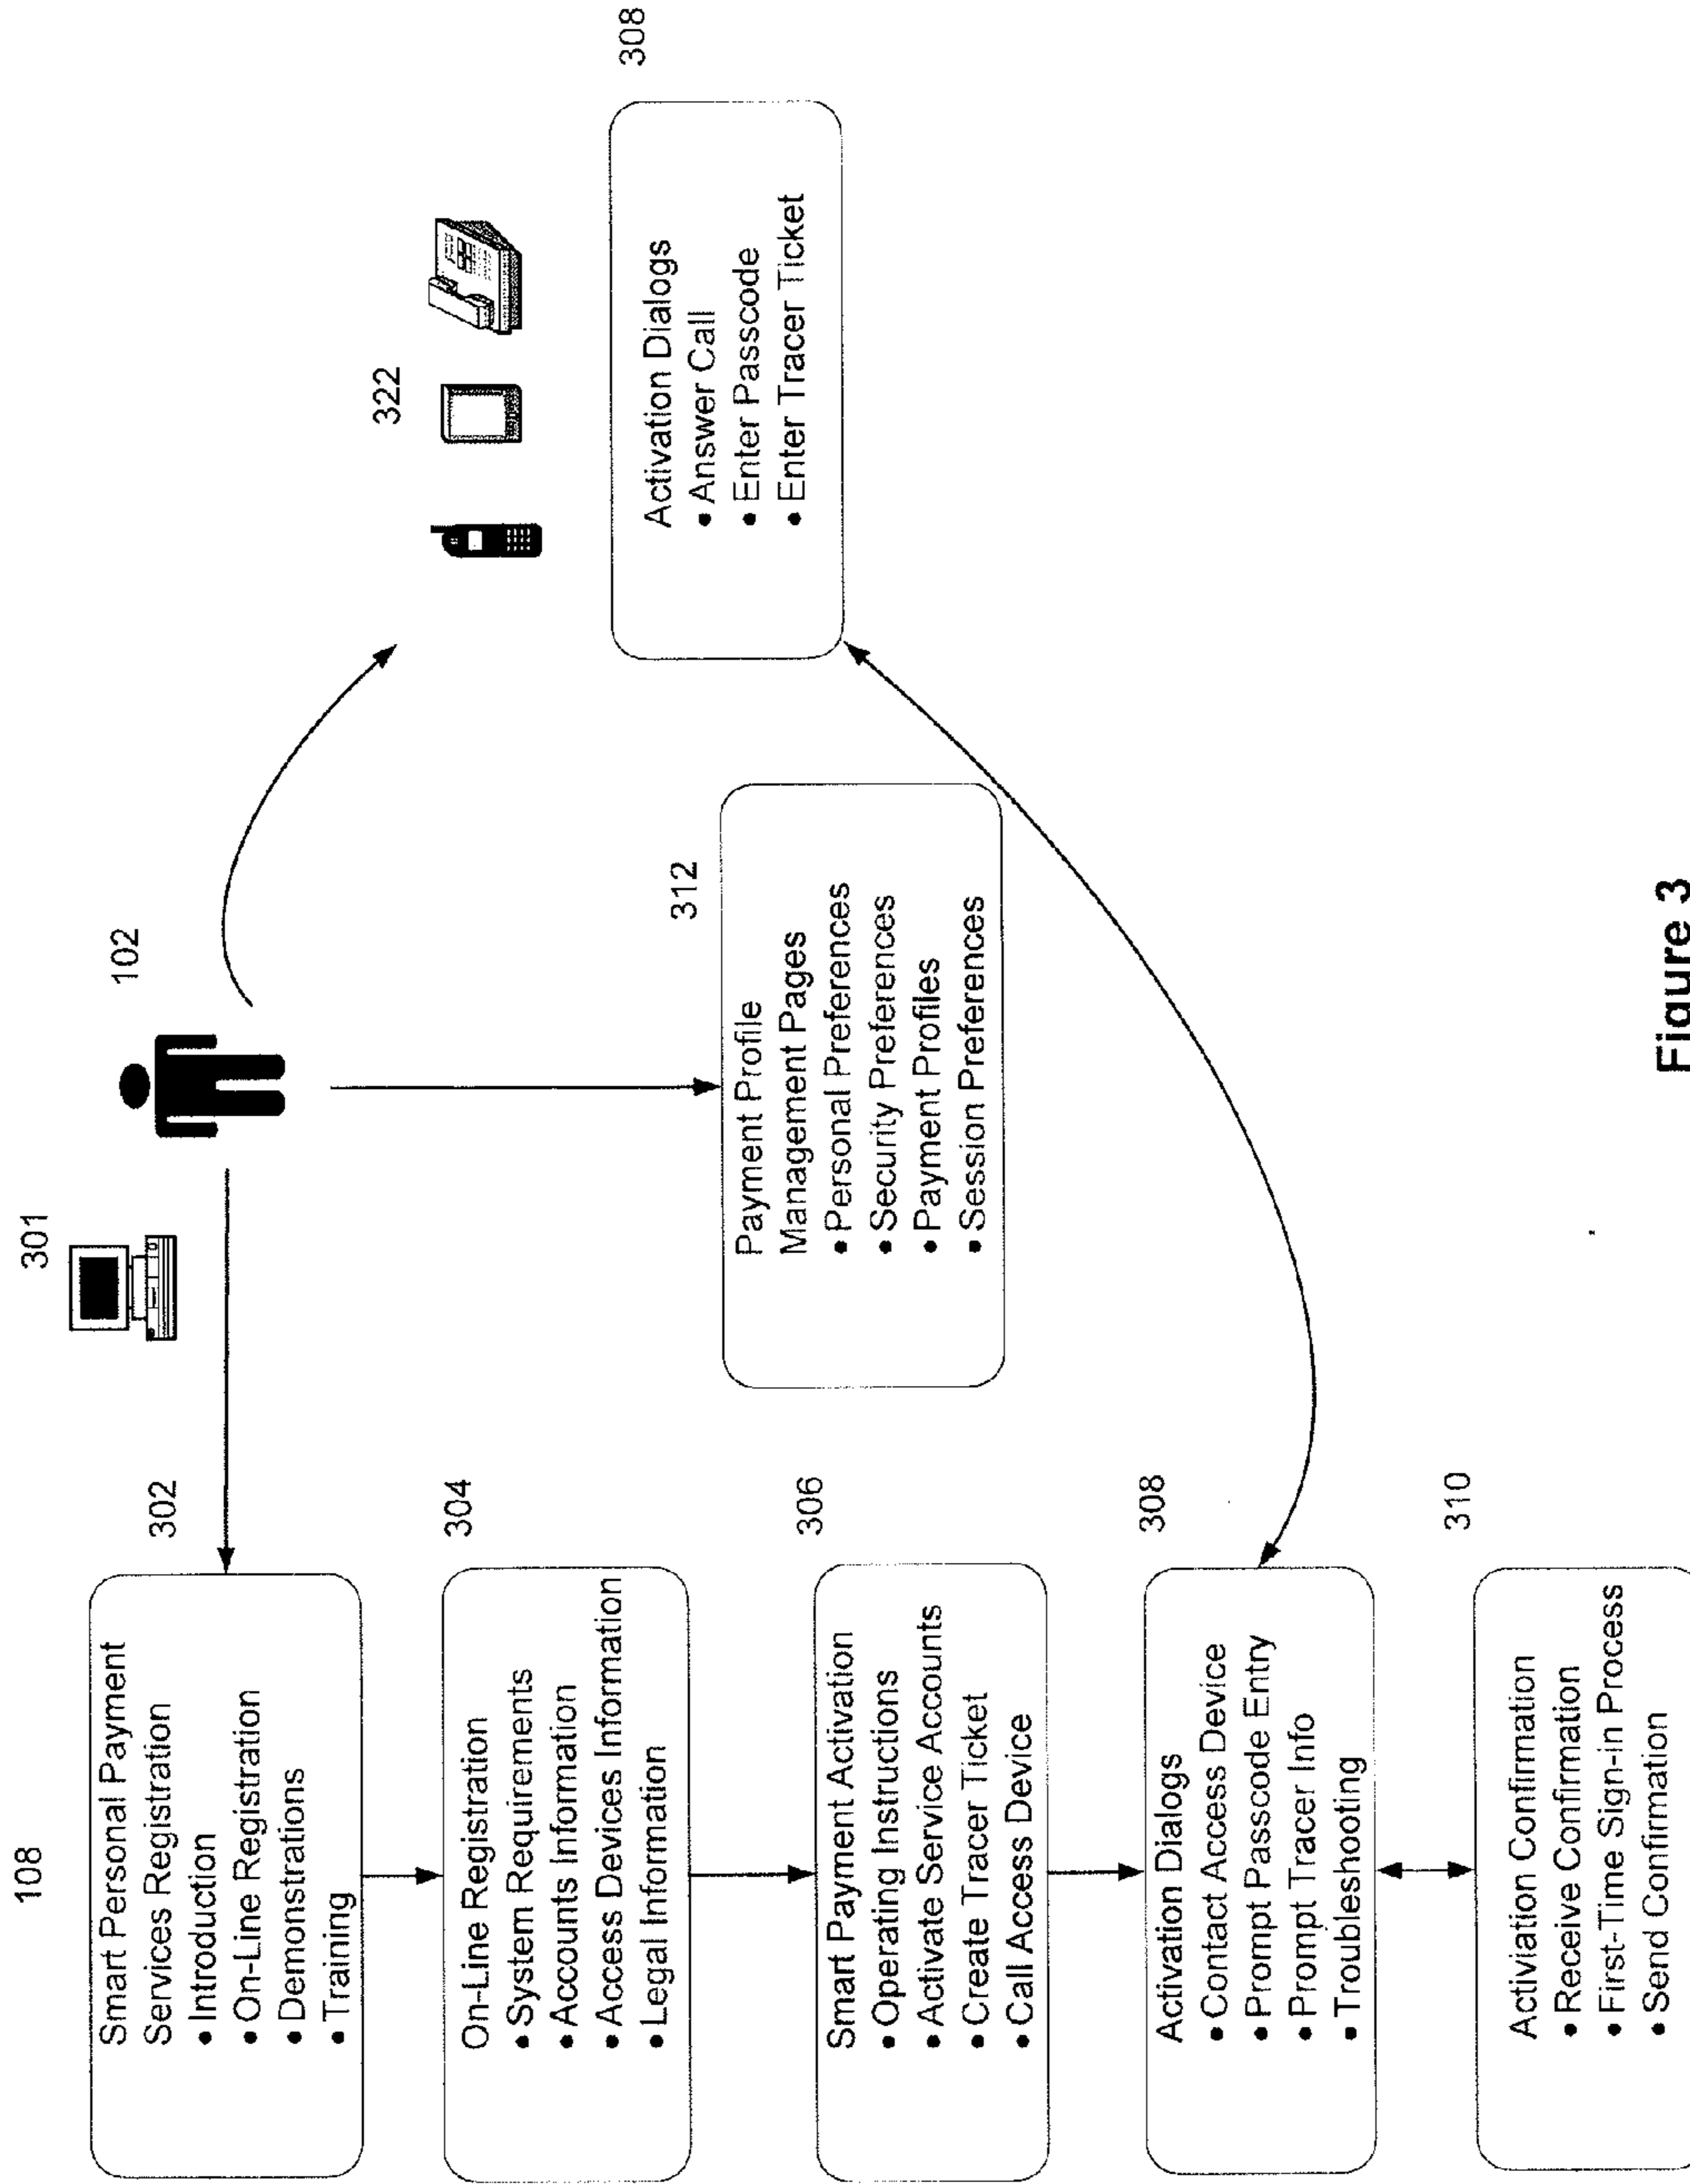 108
301
102
302
Smart Personal Payment
Services Registration
• Introduction
• On-Line Registration
• Demonstrations
• Training
304
On-Line Registration
• System Requirements
• Accounts Information
• Access Devices Information
• Legal Information
306
Smart Payment Activation
• Operating Instructions
• Activate Service Accounts
• Create Tracer Ticket
• Call Access Device
308
Activation Dialogs
• Contact Access Device
• Prompt Passcode Entry
• Prompt Tracer Info
• Troubleshooting
310
Activiation Confirmation
• Receive Confirmation
• First-Time Sign-in Process
• Send Confirmation
312
Payment Profile
Management Pages
• Personal Preferences
• Security Preferences
• Payment Profiles
• Session Preferences
322
308
Activation Dialogs
• Answer Call
• Enter Passcode
• Enter Tracer Ticket
Figure 3